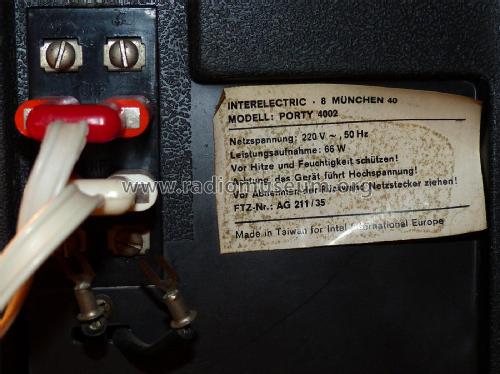 INTERELECTRIC · 8 MÜNCHEN 40
MODELL: PORTY 4002
Netzspannung: 220 V ~, 50 Hz
Leistungsaufnahme: 66 W
Vor Hitze und Feuchtigkeit schützen!
Achtung das Gerät führt Hochspannung!
Vor Abnehmen der Rückwand Netzstecker ziehen!
FTZ-Nr.: AG 211/35
Made in Taiwan for Intel International Europe
www.radiomuseum.org